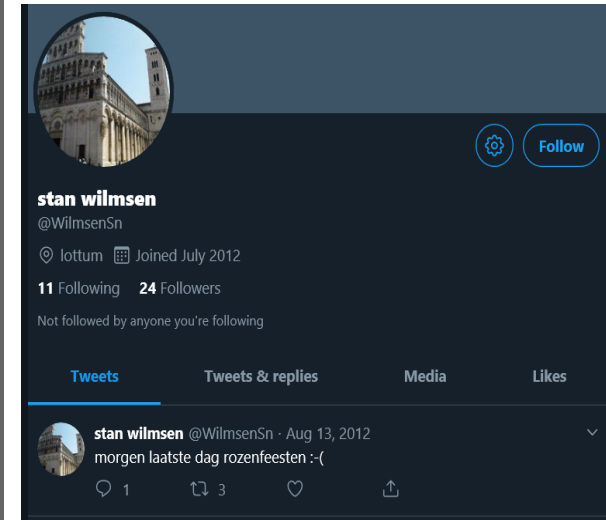 Follow
stan wilmsen
@WilmsenSn
lottum Joined July 2012
11 Following 24 Followers
Not followed by anyone you're following
Tweets Tweets & replies Media Likes
stan wilmsen @WilmsenSn · Aug 13, 2012
morgen laatste dag rozenfeesten :-(
1 3